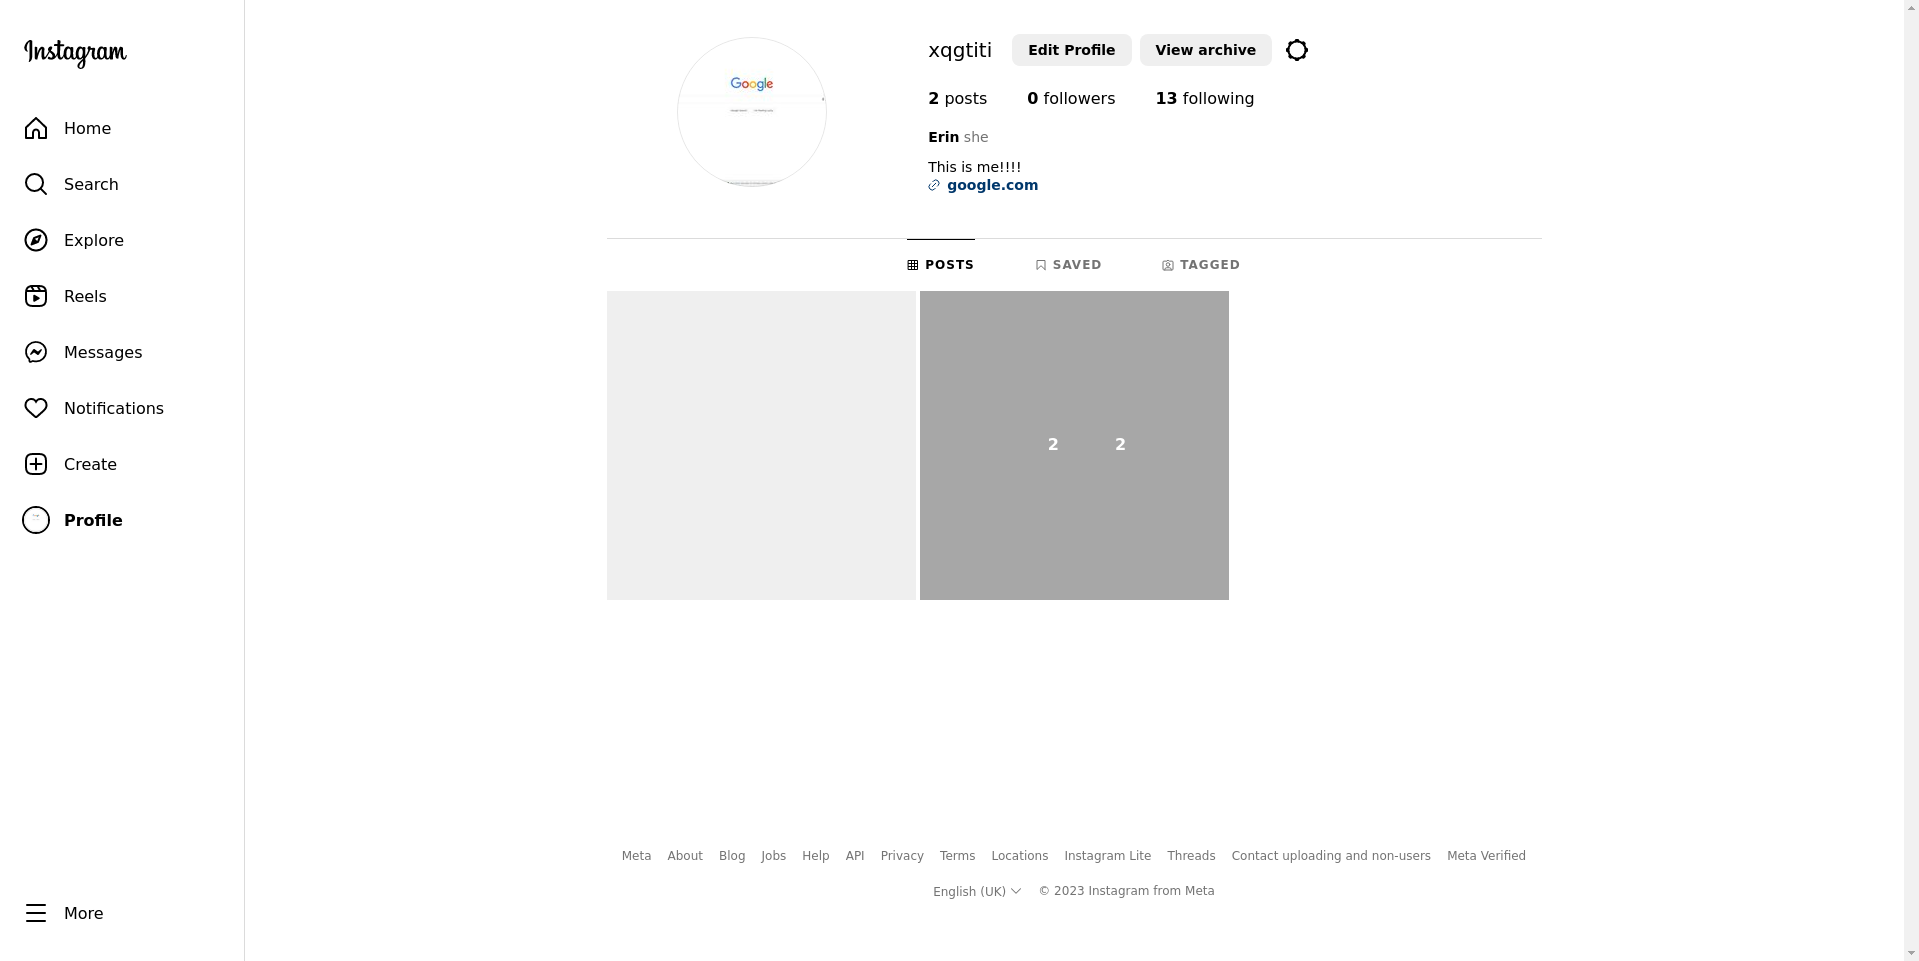 Instagram
Home
Search
Explore
Reels
Messages
Notifications
Create
Profile
More
Google
xqgtiti Edit Profile View archive
2 posts 0 followers 13 following
Erin she
This is me!!!!
google.com
POSTS SAVED TAGGED
2 2
Meta About Blog Jobs Help API Privacy Terms Locations Instagram Lite Threads Contact uploading and non-users Meta Verified
English (UK) © 2023 Instagram from Meta